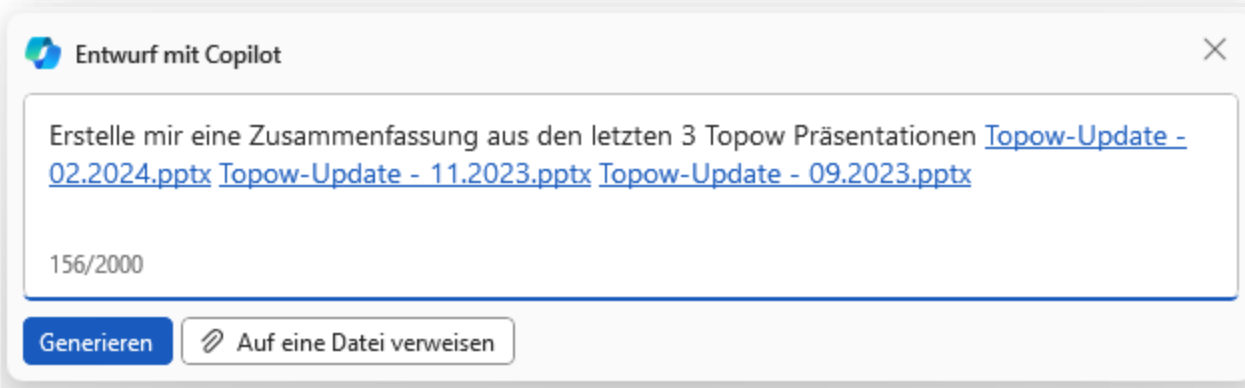 Entwurf mit Copilot
Erstelle mir eine Zusammenfassung aus den letzten 3 Topow Präsentationen Topow-Update -
02.2024.pptx Topow-Update - 11.2023.pptx Topow-Update - 09.2023.pptx
156/2000
Generieren
Auf eine Datei verweisen